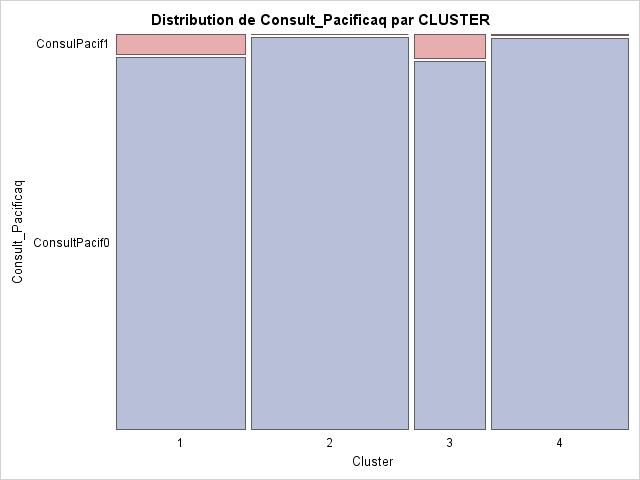 Distribution de Consult_Pacificaq par CLUSTER
ConsulPacif1
Consult_Pacificaq
ConsultPacif0
1 2 3 4
Cluster